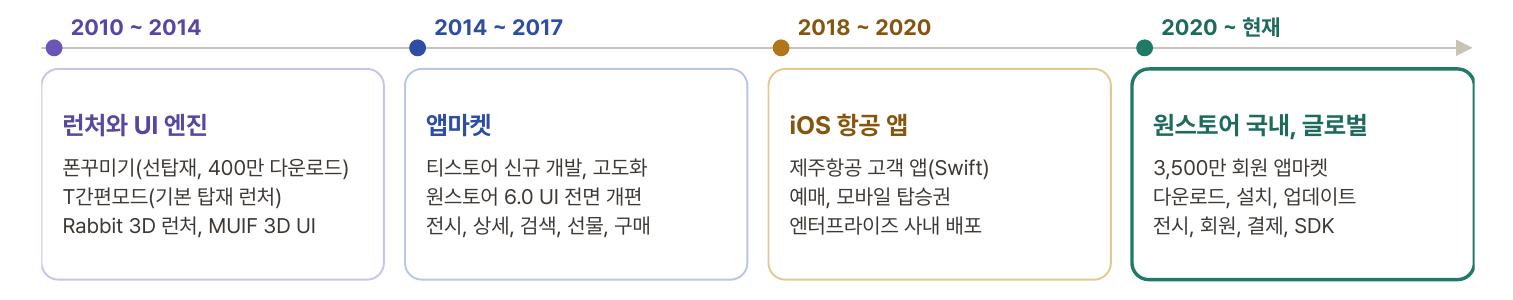 2010 ~ 2014
런처와 UI 엔진
폰꾸미기(선탑재, 400만 다운로드)
T간편모드(기본 탑재 런처)
Rabbit 3D 런처, MUIF 3D UI
2014 ~ 2017
앱마켓
티스토어 신규 개발, 고도화
원스토어 6.0 UI 전면 개편
전시, 상세, 검색, 선물, 구매
2018 ~ 2020
iOS 항공 앱
제주항공 고객 앱(Swift)
예매, 모바일 탑승권
엔터프라이즈 사내 배포
2020 ~ 현재
원스토어 국내, 글로벌
3,500만 회원 앱마켓
다운로드, 설치, 업데이트
전시, 회원, 결제, SDK